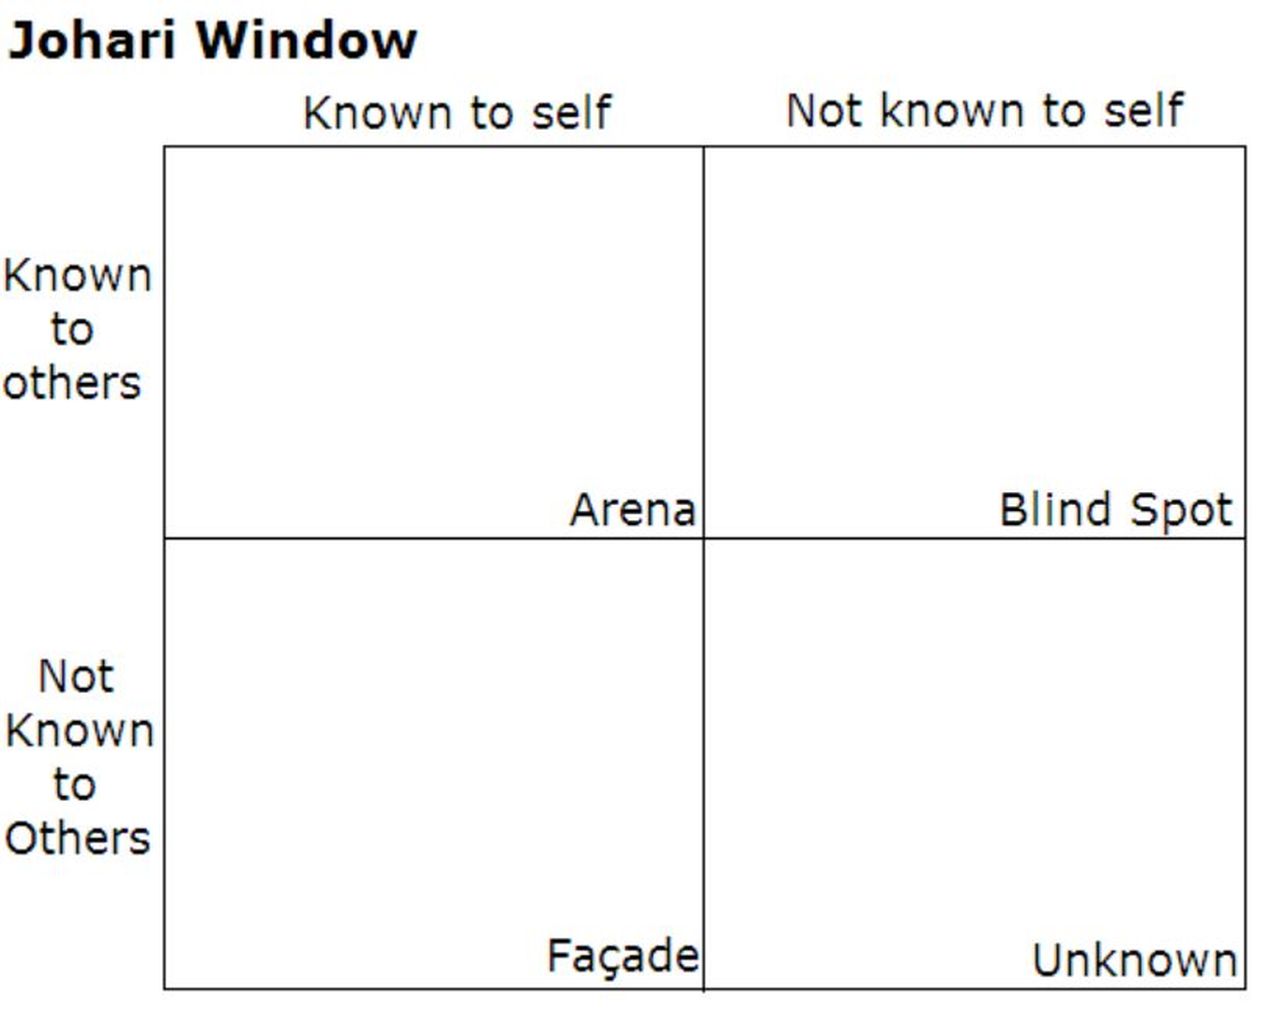 Johari Window
Known to self
Not known to self
Known
to
others
Arena
Blind Spot
Not
Known
to
Others
Façade
Unknown